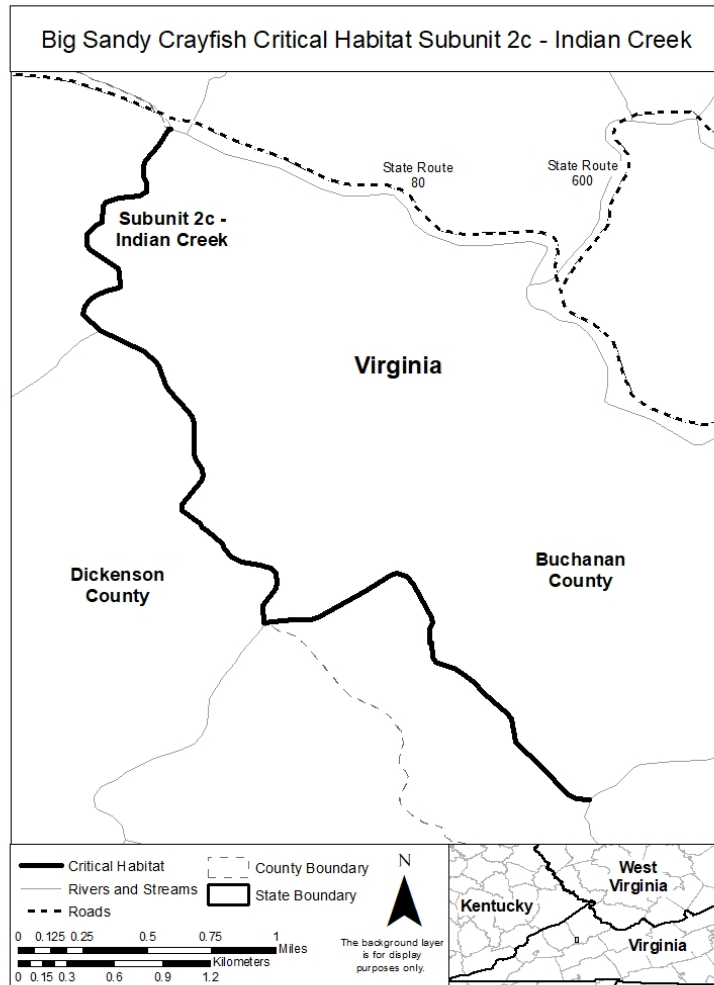 Big Sandy Crayfish Critical Habitat Subunit 2c - Indian Creek
State Route
80
State Route
600
Subunit 2c -
Indian Creek
Virginia
Dickenson
County
Buchanan
County
Critical Habitat
Rivers and Streams
Roads
County Boundary
State Boundary
N
The background layer
is for display
purposes only.
0 0.125 0.25 0.5 0.75 1
Miles
Kilometers
0 0.15 0.3 0.6 0.9 1.2
West
Virginia
Kentucky
Virginia